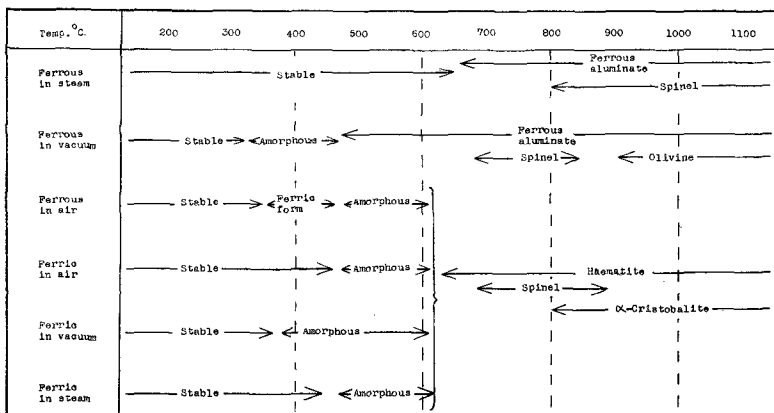 Temp.°C. 200 300 400 500 600 700 800 900 1000 1100
Ferrous
in steam
Stable
Ferrous
aluminate
Spinel
Ferrous
in vacuum
Stable
Amorphous
Ferrous
aluminate
Spinel
Olivine
Ferrous
in air
Stable
Ferric
form
Amorphous
Ferric
in air
Stable
Amorphous
Haematite
Spinel
α-Cristobalite
Ferric
in vacuum
Stable
Amorphous
Ferric
in steam
Stable
Amorphous